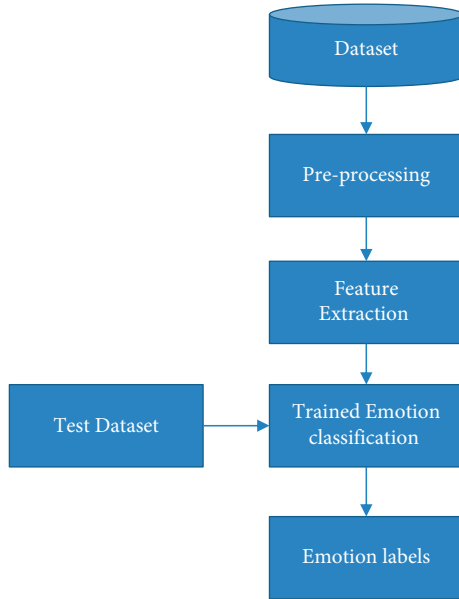 Dataset
Pre-processing
Feature
Extraction
Test Dataset
Trained Emotion
classification
Emotion labels